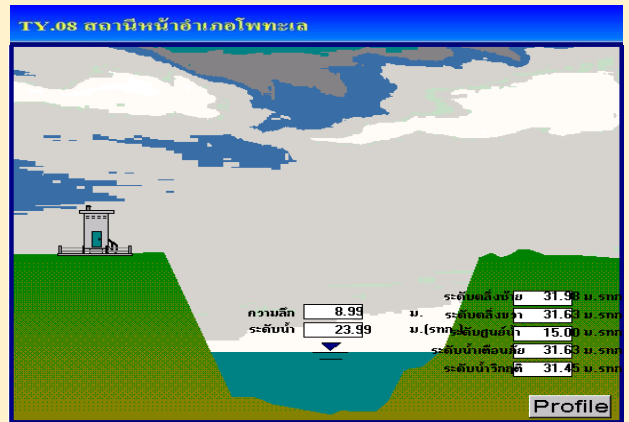 TY.08 สถานีหน้าอำเภอโพทะเล
ความลึก 8.99 ม.
ระดับน้ำ 23.99 ม.(รทก
ระดับตลิ่งซ้าย 31.98 ม.รทก
ระดับตลิ่งขวา 31.63 ม.รทก
ระดับศูนย์น้ำ 15.00 ม.รทก
ระดับน้ำเตือนภัย 31.63 ม.รทก
ระดับน้ำวิกฤติ 31.45 ม.รทก
Profile